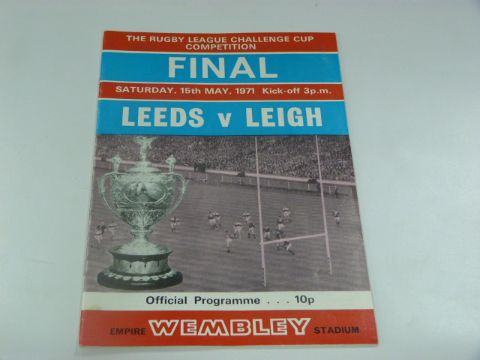 THE RUGBY LEAGUE CHALLENGE CUP
COMPETITION
FINAL
SATURDAY, 15th MAY, 1971 Kick-off 3p.m.
LEEDS v LEIGH
Official Programme . . . 10p
EMPIRE WEMBLEY STADIUM